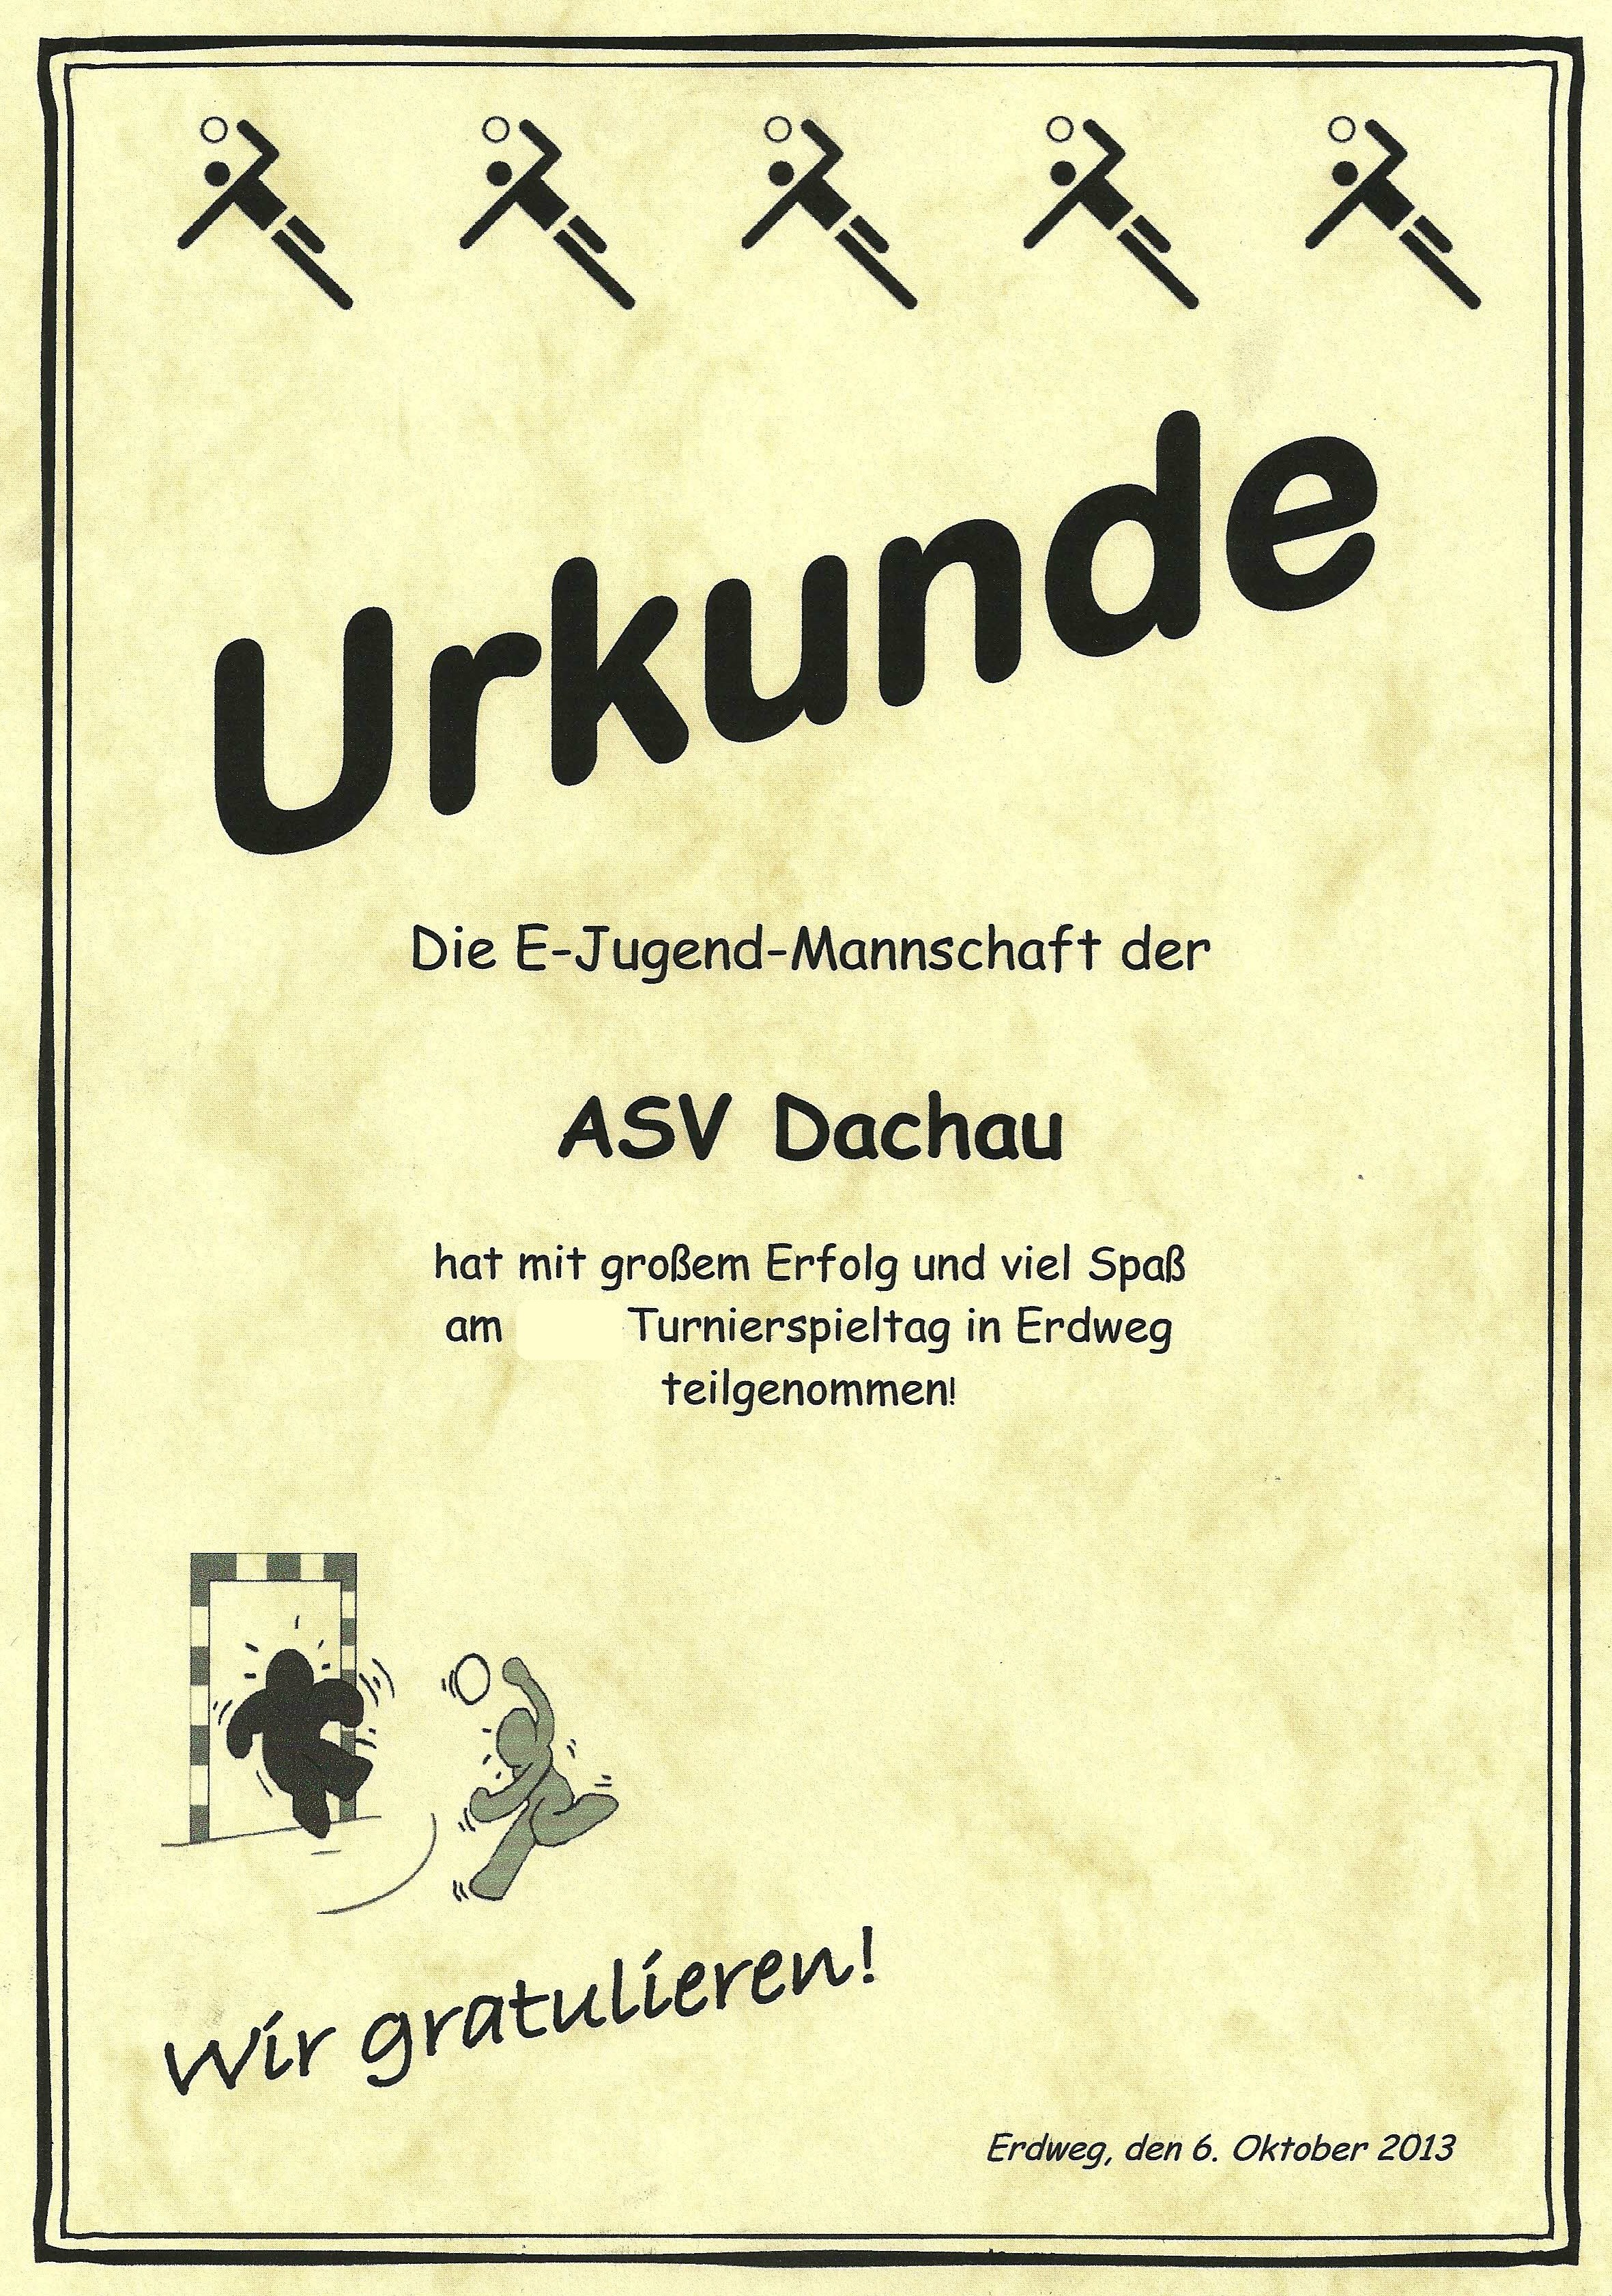 Urkunde
Die E-Jugend-Mannschaft der
ASV Dachau
hat mit großem Erfolg und viel Spaß
am Turnierspieltag in Erdweg
teilgenommen!
Wir gratulieren!
Erdweg, den 6. Oktober 2013